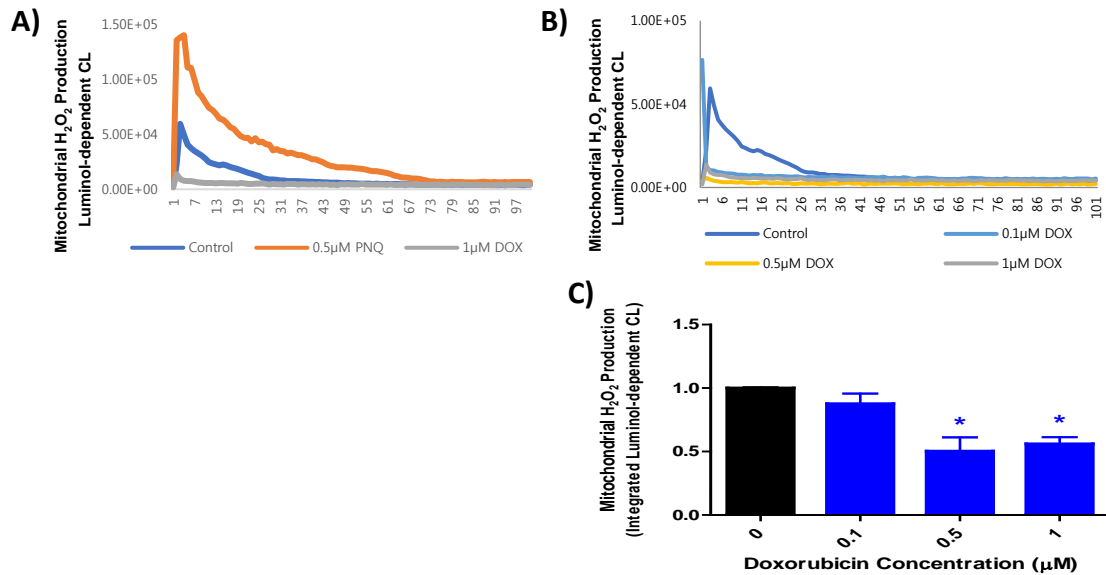 A)
Mitochondrial H₂O₂ Production
Luminol-dependent CL
1.50E+05
1.00E+05
5.00E+04
0.00E+00
1 7 13 19 25 31 37 43 49 55 61 67 73 79 85 91 97
Control 0.5µM PNQ 1µM DOX
B)
Mitochondrial H₂O₂ Production
Luminol-dependent CL
1.00E+05
5.00E+04
0.00E+00
1 6 11 16 21 26 31 36 41 46 51 56 61 66 71 76 81 86 91 96 101
Control 0.1µM DOX
0.5µM DOX 1µM DOX
C)
Mitochondrial H₂O₂ Production
(Integrated Luminol-dependent CL)
1.5
1.0
0.5
0.0
* *
0 0.1 0.5 1
Doxorubicin Concentration (µM)